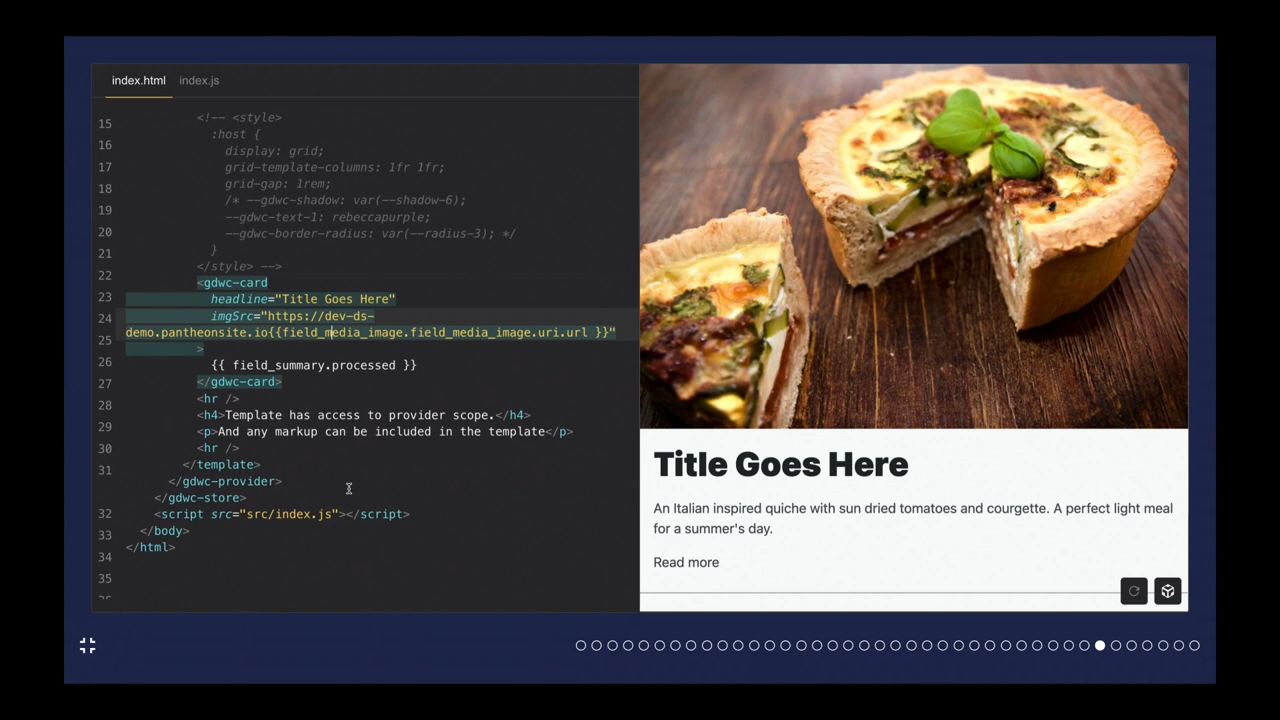 index.html index.js
15 <!-- <style>
16 :host {
17 display: grid;
18 grid-template-columns: 1fr 1fr;
19 grid-gap: 1rem;
20 /* --gdwc-shadow: var(--shadow-6);
21 --gdwc-text-1: rebeccapurple;
22 --gdwc-border-radius: var(--radius-3); */
23 }
24 </style> -->
25 <gdwc-card
26 headline="Title Goes Here"
27 imgSrc="https://dev-ds-
28 demo.pantheonsite.io{{field_media_image.field_media_image.uri.url }}"
29 >
30 {{ field_summary.processed }}
31 </gdwc-card>
<hr />
32 <h4>Template has access to provider scope.</h4>
33 <p>And any markup can be included in the template</p>
34 <hr />
35 </template>
</gdwc-provider>
</gdwc-store>
<script src="src/index.js"></script>
</body>
</html>
Title Goes Here
An Italian inspired quiche with sun dried tomatoes and courgette. A perfect light meal
for a summer's day.
Read more